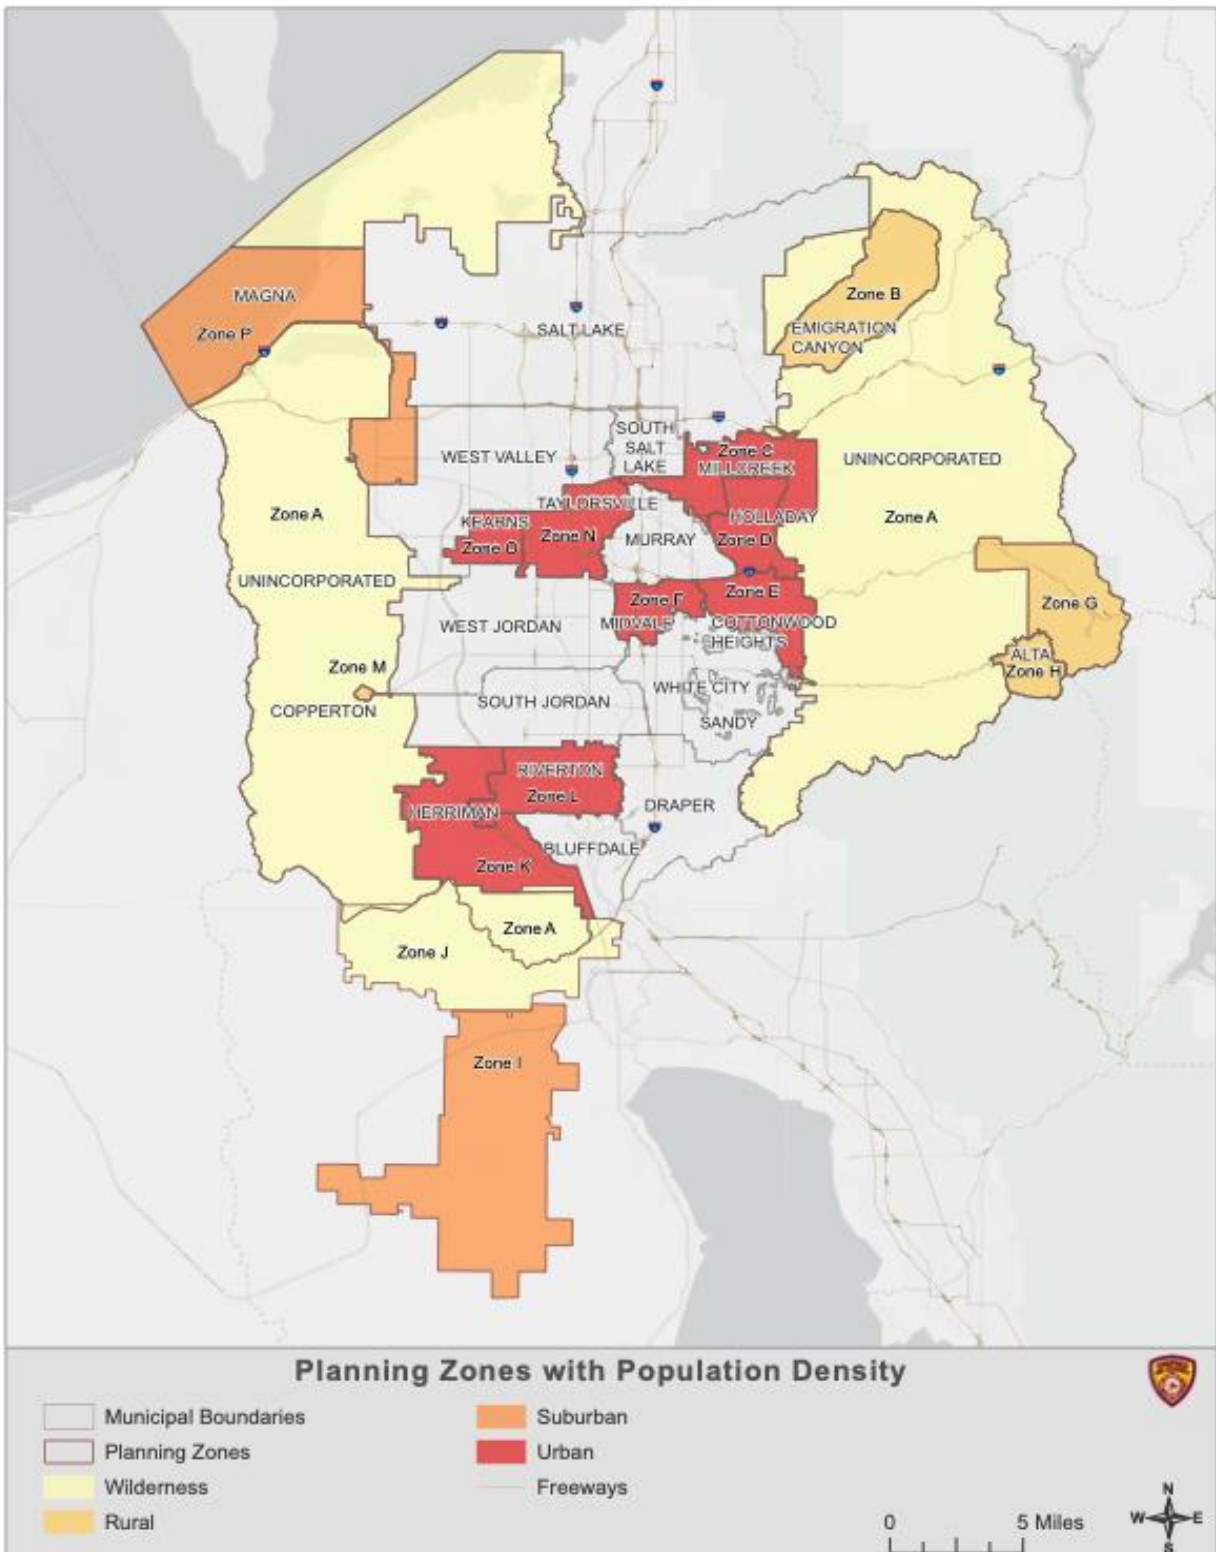 MAGNA
Zone P
SALT LAKE
Zone B
EMIGRATION
CANYON
SOUTH
SALT
LAKE
WEST VALLEY
Zone C
MILLCREEK
UNINCORPORATED
Zone A
TAYLORSVILLE
HOLLADAY
Zone A
KEARNS
Zone N
MURRAY
Zone D
Zone O
UNINCORPORATED
Zone E
Zone F
Zone G
WEST JORDAN
MIDVALE
COTTONWOOD
HEIGHTS
ALTA
Zone H
Zone M
WHITE CITY
COPPERTON
SOUTH JORDAN
SANDY
RIVERTON
Zone L
HERRIMAN
DRAPER
BLUFFDALE
Zone K
Zone A
Zone J
Zone I
Planning Zones with Population Density
Municipal Boundaries
Planning Zones
Wilderness
Rural
Suburban
Urban
Freeways
0 5 Miles
N
W E
S